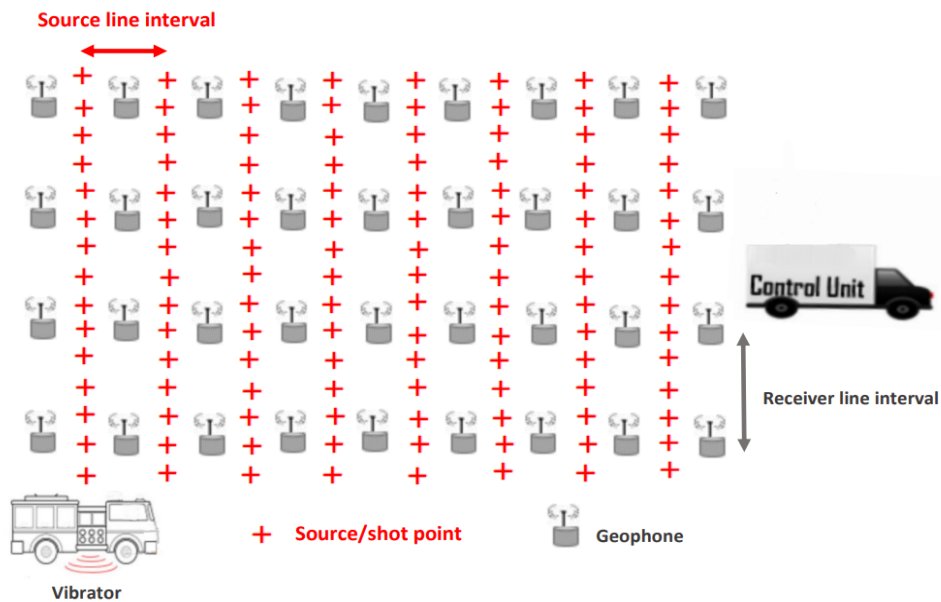 Source line interval
Control Unit
Receiver line interval
Source/shot point
Geophone
Vibrator